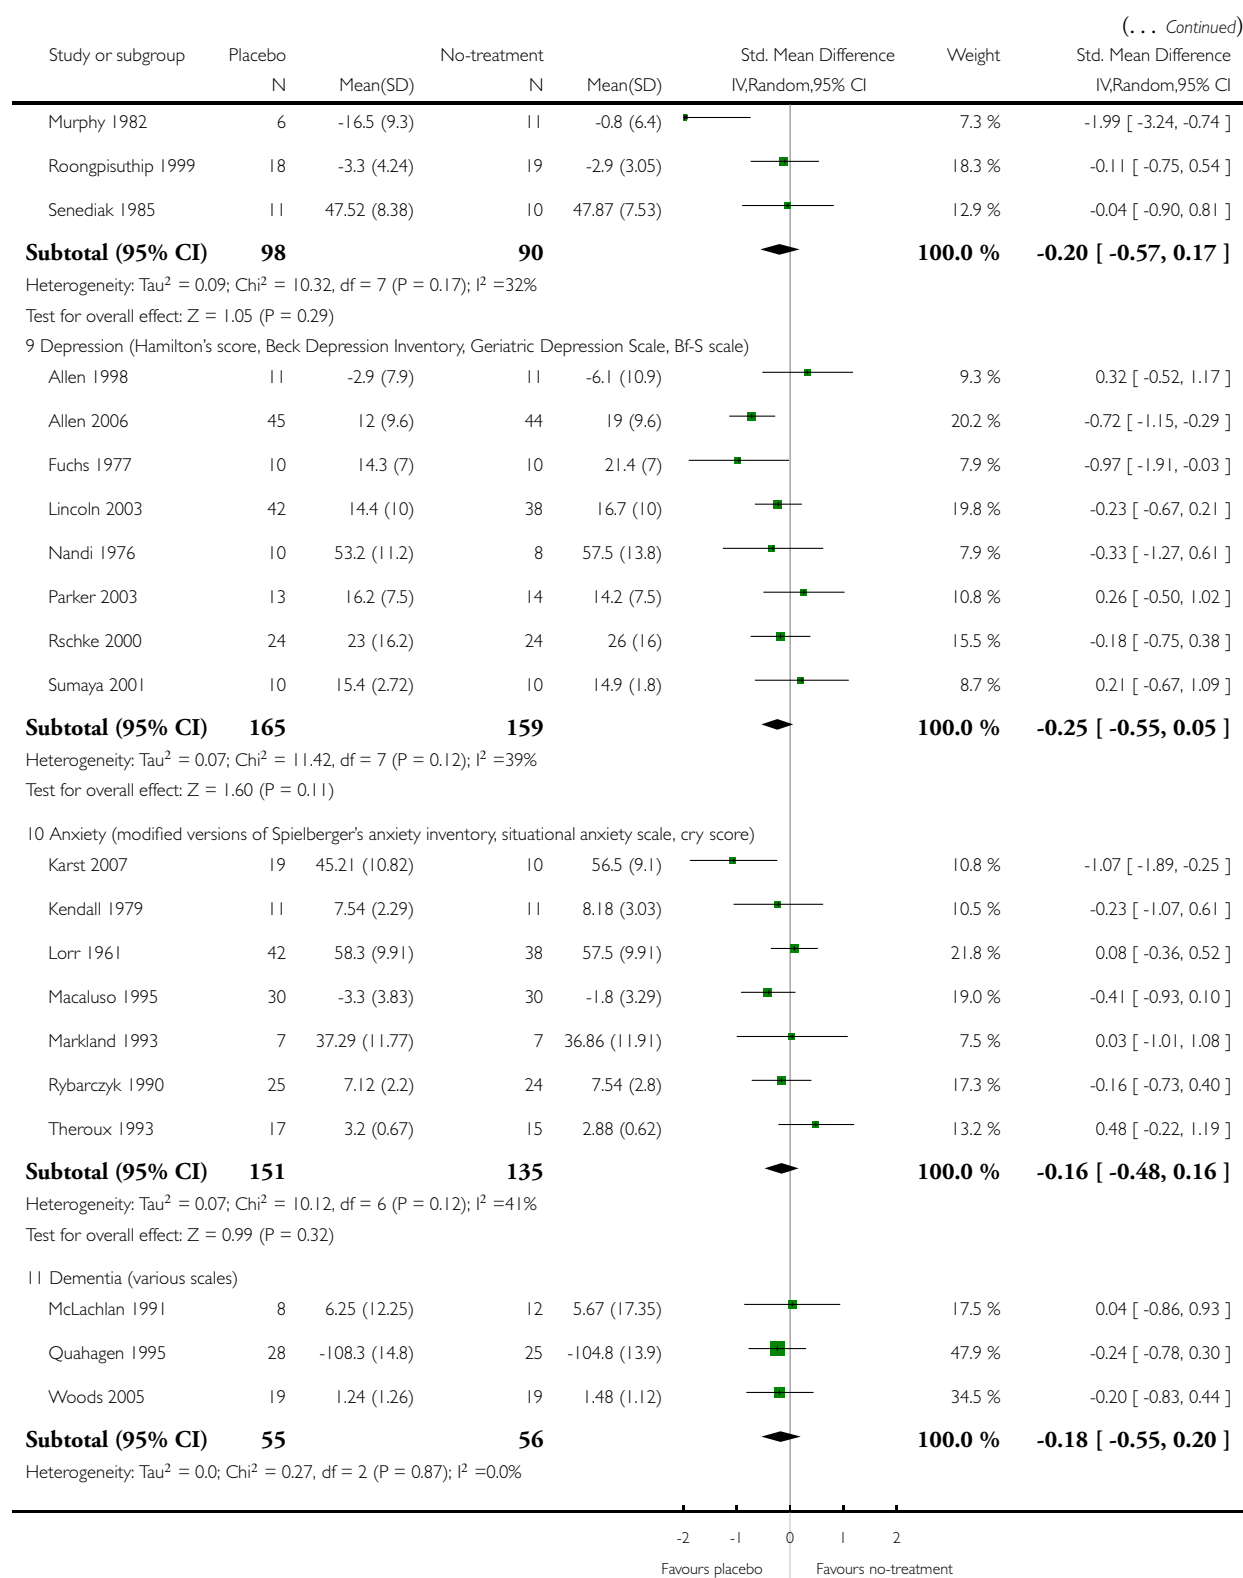 (... Continued)
Study or subgroup Placebo No-treatment Std. Mean Difference Weight Std. Mean Difference
N Mean(SD) N Mean(SD) IV,Random,95% CI IV,Random,95% CI
Murphy 1982 6 -16.5 (9.3) 11 -0.8 (6.4) 7.3 % -1.99 [ -3.24, -0.74 ]
Roongpisuthip 1999 18 -3.3 (4.24) 19 -2.9 (3.05) 18.3 % -0.11 [ -0.75, 0.54 ]
Senediak 1985 11 47.52 (8.38) 10 47.87 (7.53) 12.9 % -0.04 [ -0.90, 0.81 ]
Subtotal (95% CI) 98 90 100.0 % -0.20 [ -0.57, 0.17 ]
Heterogeneity: Tau² = 0.09; Chi² = 10.32, df = 7 (P = 0.17); I² =32%
Test for overall effect: Z = 1.05 (P = 0.29)
9 Depression (Hamilton's score, Beck Depression Inventory, Geriatric Depression Scale, Bf-S scale)
Allen 1998 11 -2.9 (7.9) 11 -6.1 (10.9) 9.3 % 0.32 [ -0.52, 1.17 ]
Allen 2006 45 12 (9.6) 44 19 (9.6) 20.2 % -0.72 [ -1.15, -0.29 ]
Fuchs 1977 10 14.3 (7) 10 21.4 (7) 7.9 % -0.97 [ -1.91, -0.03 ]
Lincoln 2003 42 14.4 (10) 38 16.7 (10) 19.8 % -0.23 [ -0.67, 0.21 ]
Nandi 1976 10 53.2 (11.2) 8 57.5 (13.8) 7.9 % -0.33 [ -1.27, 0.61 ]
Parker 2003 13 16.2 (7.5) 14 14.2 (7.5) 10.8 % 0.26 [ -0.50, 1.02 ]
Rschke 2000 24 23 (16.2) 24 26 (16) 15.5 % -0.18 [ -0.75, 0.38 ]
Sumaya 2001 10 15.4 (2.72) 10 14.9 (1.8) 8.7 % 0.21 [ -0.67, 1.09 ]
Subtotal (95% CI) 165 159 100.0 % -0.25 [ -0.55, 0.05 ]
Heterogeneity: Tau² = 0.07; Chi² = 11.42, df = 7 (P = 0.12); I² =39%
Test for overall effect: Z = 1.60 (P = 0.11)
10 Anxiety (modified versions of Spielberger's anxiety inventory, situational anxiety scale, cry score)
Karst 2007 19 45.21 (10.82) 10 56.5 (9.1) 10.8 % -1.07 [ -1.89, -0.25 ]
Kendall 1979 11 7.54 (2.29) 11 8.18 (3.03) 10.5 % -0.23 [ -1.07, 0.61 ]
Lorr 1961 42 58.3 (9.91) 38 57.5 (9.91) 21.8 % 0.08 [ -0.36, 0.52 ]
Macaluso 1995 30 -3.3 (3.83) 30 -1.8 (3.29) 19.0 % -0.41 [ -0.93, 0.10 ]
Markland 1993 7 37.29 (11.77) 7 36.86 (11.91) 7.5 % 0.03 [ -1.01, 1.08 ]
Rybarczyk 1990 25 7.12 (2.2) 24 7.54 (2.8) 17.3 % -0.16 [ -0.73, 0.40 ]
Theroux 1993 17 3.2 (0.67) 15 2.88 (0.62) 13.2 % 0.48 [ -0.22, 1.19 ]
Subtotal (95% CI) 151 135 100.0 % -0.16 [ -0.48, 0.16 ]
Heterogeneity: Tau² = 0.07; Chi² = 10.12, df = 6 (P = 0.12); I² =41%
Test for overall effect: Z = 0.99 (P = 0.32)
11 Dementia (various scales)
McLachlan 1991 8 6.25 (12.25) 12 5.67 (17.35) 17.5 % 0.04 [ -0.86, 0.93 ]
Quahagen 1995 28 -108.3 (14.8) 25 -104.8 (13.9) 47.9 % -0.24 [ -0.78, 0.30 ]
Woods 2005 19 1.24 (1.26) 19 1.48 (1.12) 34.5 % -0.20 [ -0.83, 0.44 ]
Subtotal (95% CI) 55 56 100.0 % -0.18 [ -0.55, 0.20 ]
Heterogeneity: Tau² = 0.0; Chi² = 0.27, df = 2 (P = 0.87); I² =0.0%
-2 -1 0 1 2
Favours placebo Favours no-treatment